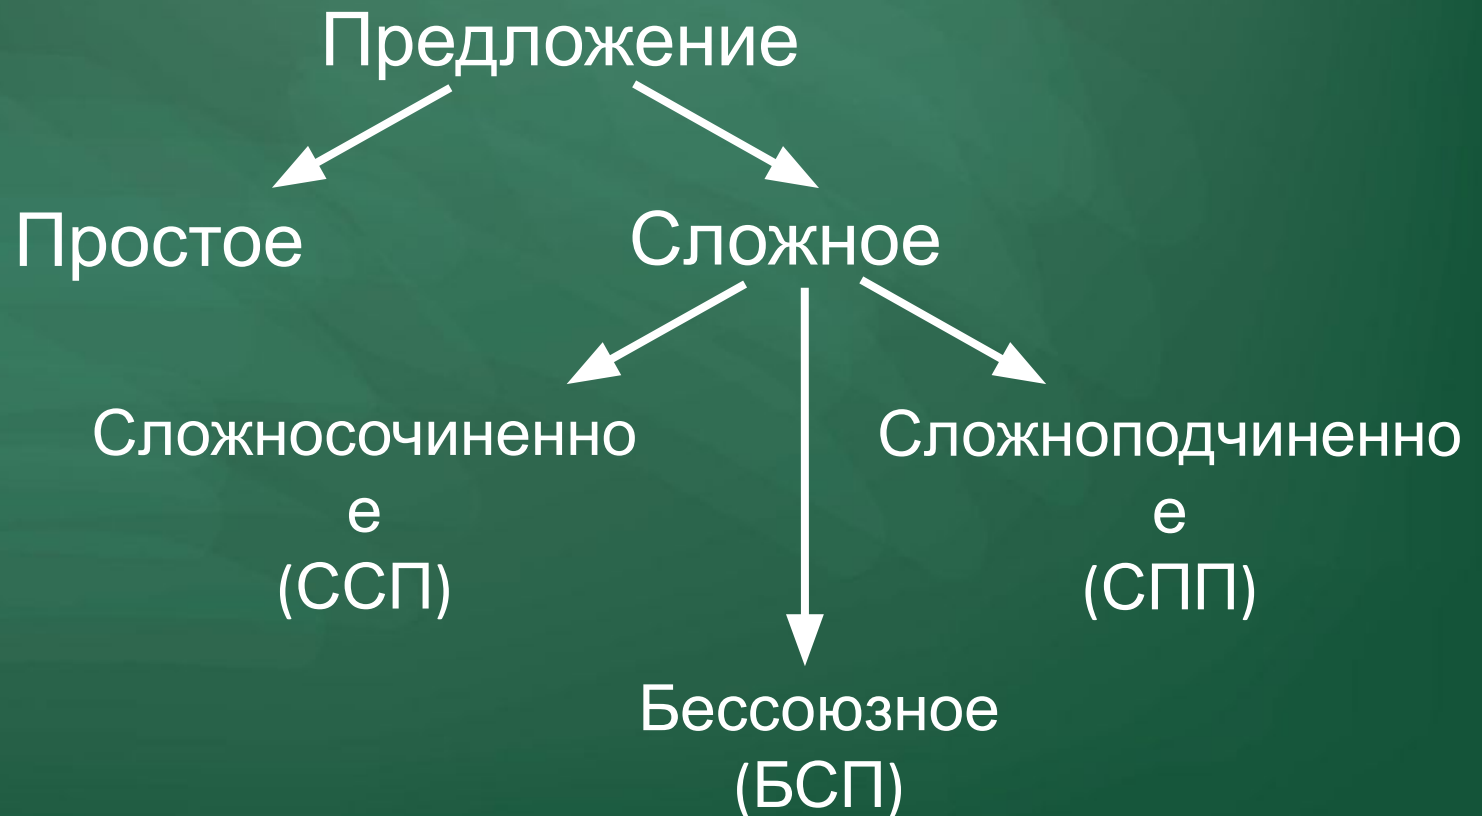 Предложение
Простое
Сложное
Сложносочиненно
е
(ССП)
Сложноподчиненно
е
(СПП)
Бессоюзное
(БСП)